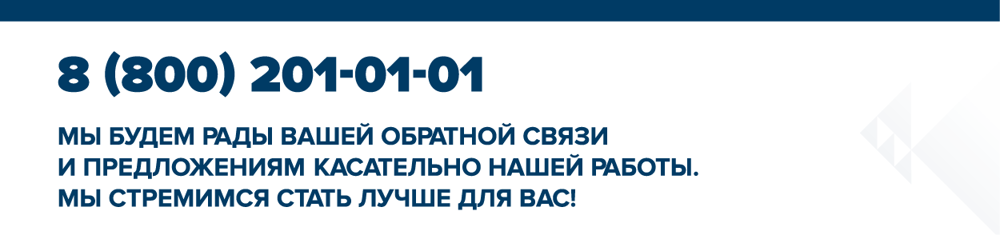 8 (800) 201-01-01
МЫ БУДЕМ РАДЫ ВАШЕЙ ОБРАТНОЙ СВЯЗИ
И ПРЕДЛОЖЕНИЯМ КАСАТЕЛЬНО НАШЕЙ РАБОТЫ.
МЫ СТРЕМИМСЯ СТАТЬ ЛУЧШЕ ДЛЯ ВАС!